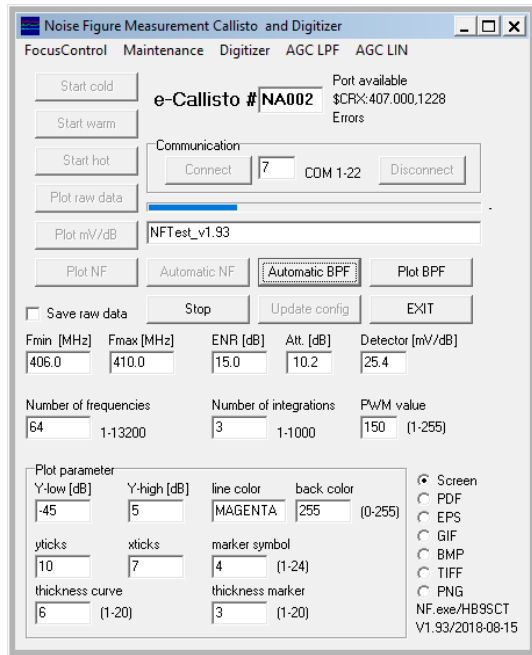 Noise Figure Measurement Callisto and Digitizer
FocusControl Maintenance Digitizer AGC LPF AGC LIN
Start cold
Start warm
Start hot
Plot raw data
Plot mV/dB
Plot NF
e-Callisto # NA002
Port available
$CRX:407.000,1228
Errors
Communication
Connect 7 COM 1-22 Disconnect
-
NFTest_v1.93
Automatic NF Automatic BPF Plot BPF
Save raw data Stop Update config EXIT
Fmin [MHz] Fmax [MHz] ENR [dB] Att. [dB] Detector [mV/dB]
406.0 410.0 15.0 10.2 25.4
Number of frequencies Number of integrations PWM value
64 1-13200 3 1-1000 150 (1-255)
Plot parameter
Y-low [dB] Y-high [dB] line color back color
-45 5 MAGENTA 255 (0-255)
yticks xticks marker symbol
10 7 4 (1-24)
thickness curve thickness marker
6 (1-20) 3 (1-20)
Screen
PDF
EPS
GIF
BMP
TIFF
PNG
NF.exe/HB9SCT
V1.93/2018-08-15